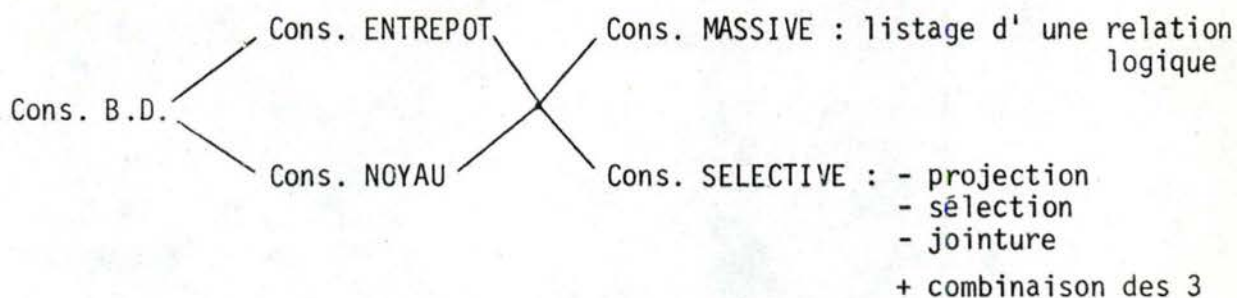 Cons. ENTREPOT
Cons. MASSIVE : listage d' une relation
logique
Cons. B.D.
Cons. NOYAU
Cons. SELECTIVE : - projection
- sélection
- jointure
+ combinaison des 3